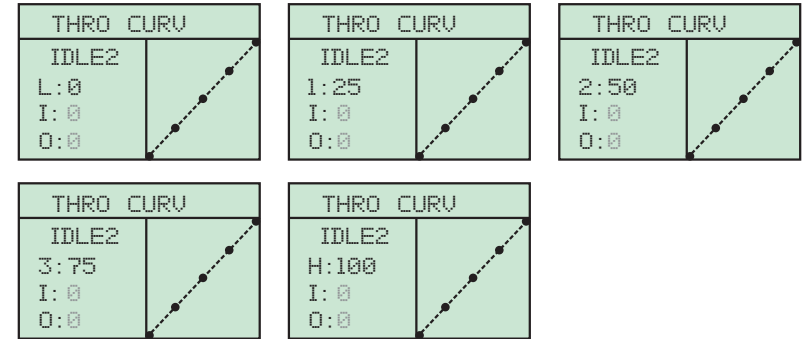 THRO CURV
IDLE2
L:0
I:0
O:0
THRO CURV
IDLE2
1:25
I:0
O:0
THRO CURV
IDLE2
2:50
I:0
O:0
THRO CURV
IDLE2
3:75
I:0
O:0
THRO CURV
IDLE2
H:100
I:0
O:0